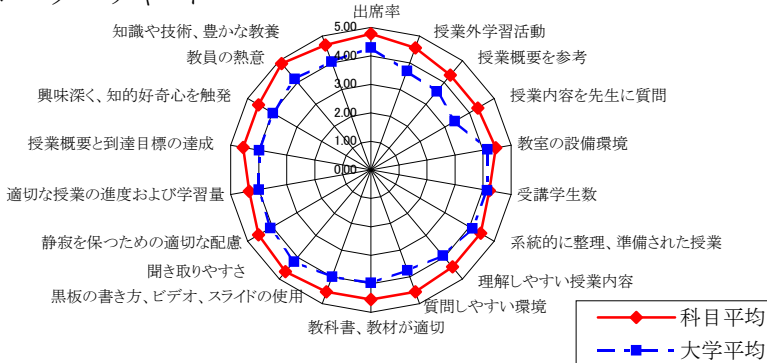 出席率
授業外学習活動
授業概要を参考
授業内容を先生に質問
教室の設備環境
受講学生数
系統的に整理、準備された授業
理解しやすい授業内容
質問しやすい環境
教科書、教材が適切
黒板の書き方、ビデオ、スライドの使用
聞き取りやすさ
静寂を保つための適切な配慮
適切な授業の進度および学習量
授業概要と到達目標の達成
興味深く、知的好奇心を触発
教員の熱意
知識や技術、豊かな教養
5.00
4.00
3.00
2.00
1.00
0.00
科目平均
大学平均